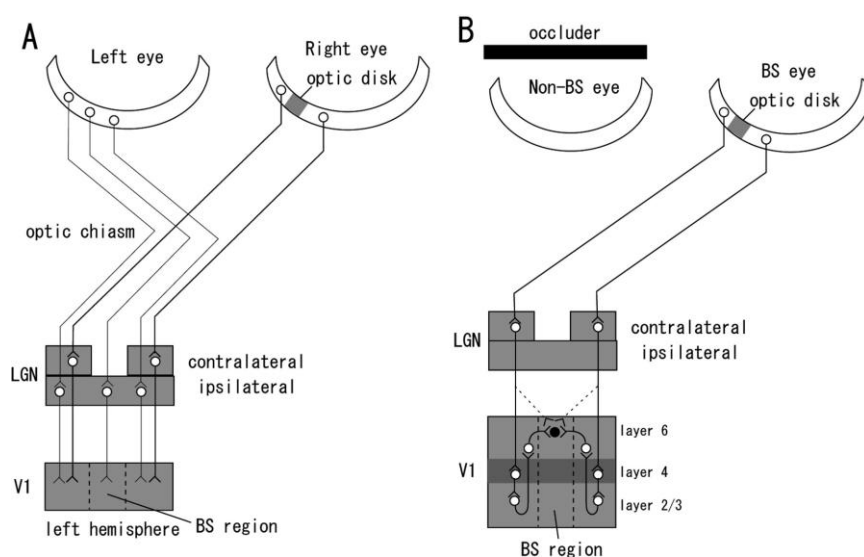 A
Left eye
Right eye
optic disk
optic chiasm
LGN
contralateral
ipsilateral
V1
left hemisphere
BS region
B
occluder
Non-BS eye
BS eye
optic disk
LGN
contralateral
ipsilateral
layer 6
V1
layer 4
layer 2/3
BS region